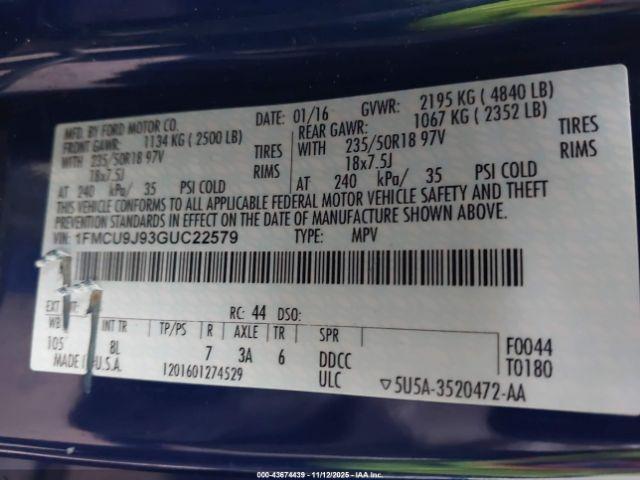 MFD. BY FORD MOTOR CO. DATE: 01/16 GVWR: 2195 KG ( 4840 LB)
FRONT GAWR: 1134 KG ( 2500 LB) REAR GAWR: 1067 KG ( 2352 LB)
WITH 235/50R18 97V TIRES WITH 235/50R18 97V TIRES
18x7.5J RIMS 18x7.5J RIMS
AT 240 kPa/ 35 PSI COLD AT 240 kPa/ 35 PSI COLD
THIS VEHICLE CONFORMS TO ALL APPLICABLE FEDERAL MOTOR VEHICLE SAFETY AND THEFT
PREVENTION STANDARDS IN EFFECT ON THE DATE OF MANUFACTURE SHOWN ABOVE.
VIN: 1FMCU9J93GUC22579 TYPE: MPV
EXT RC: 44 DSO:
WB INT TR TP/PS R AXLE TR SPR F0044
105 8L 7 3A 6 DDCC T0180
MADE U.S.A. 1201601274529 ULC ▽5U5A-3520472-AA
000-43674439 - 11/12/2025 - IAA Inc.